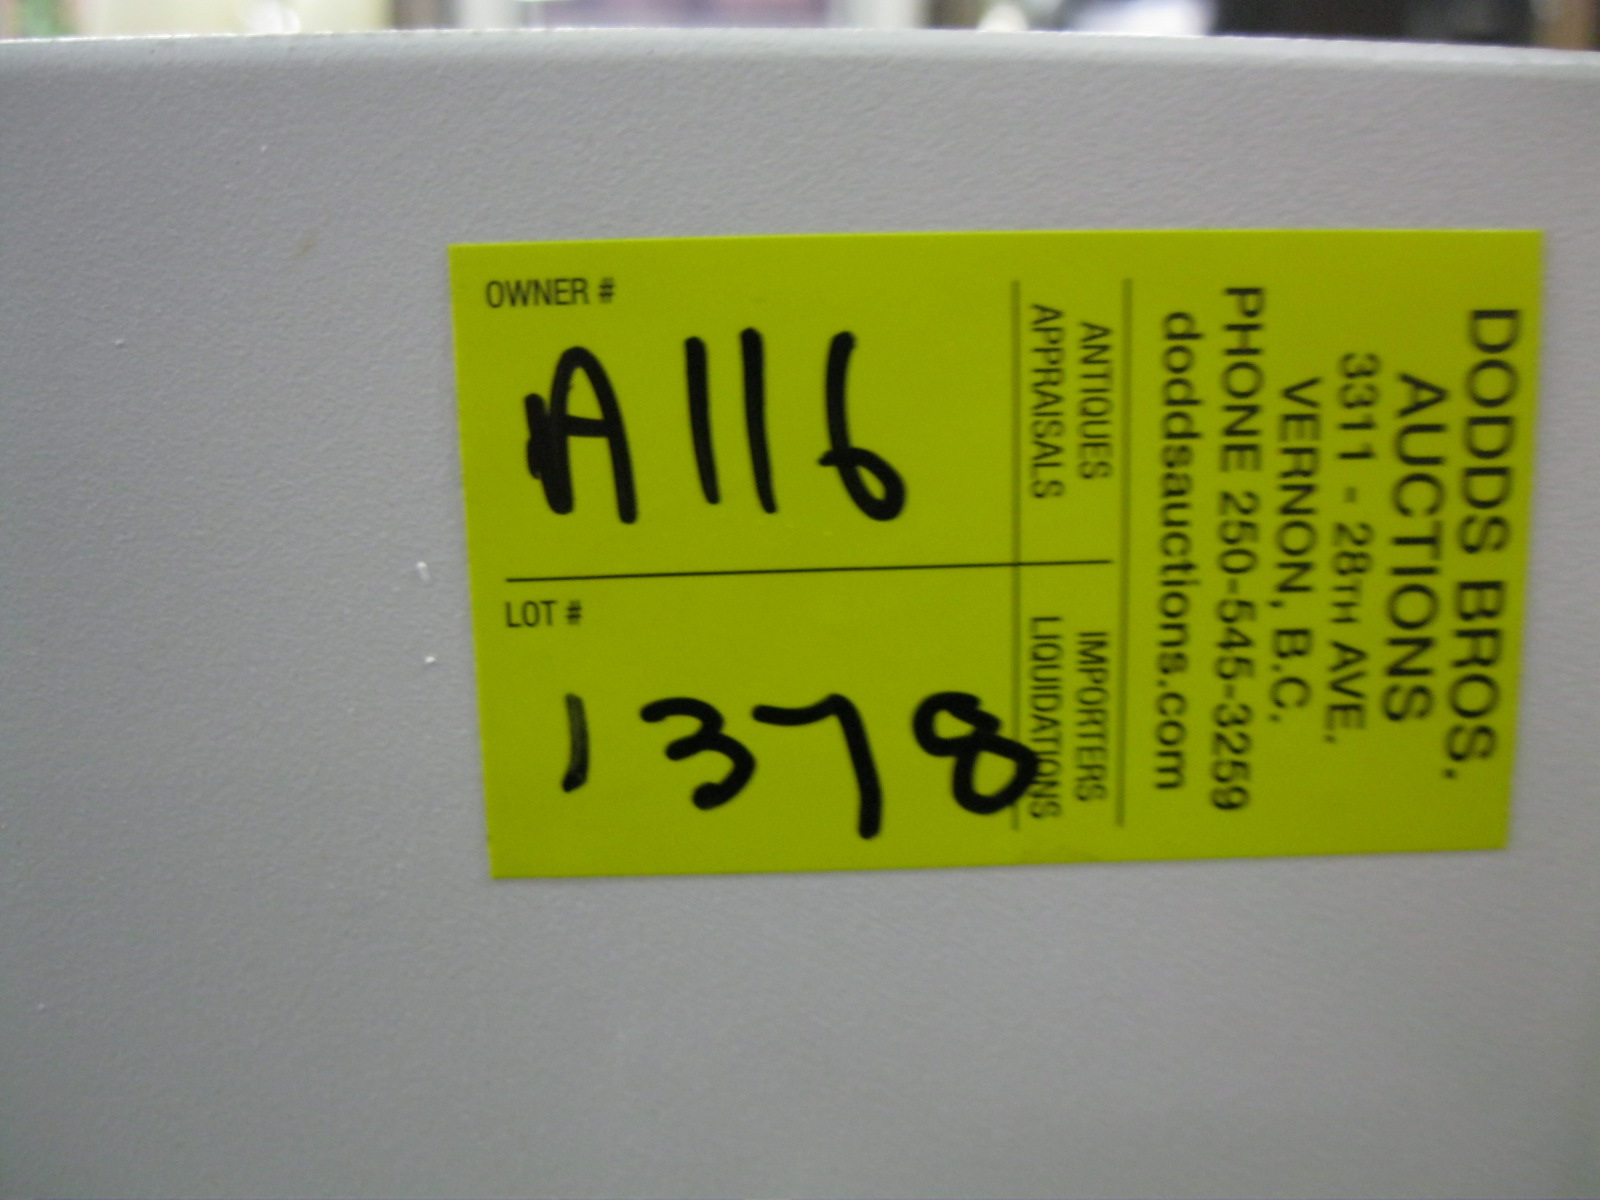 OWNER #
A116
LOT #
1378
ANTIQUES
APPRAISALS
IMPORTERS
LIQUIDATIONS
DODDS BROS.
AUCTIONS
3311 - 28TH AVE.
VERNON, B.C.
PHONE 250-545-3259
doddsauctions.com